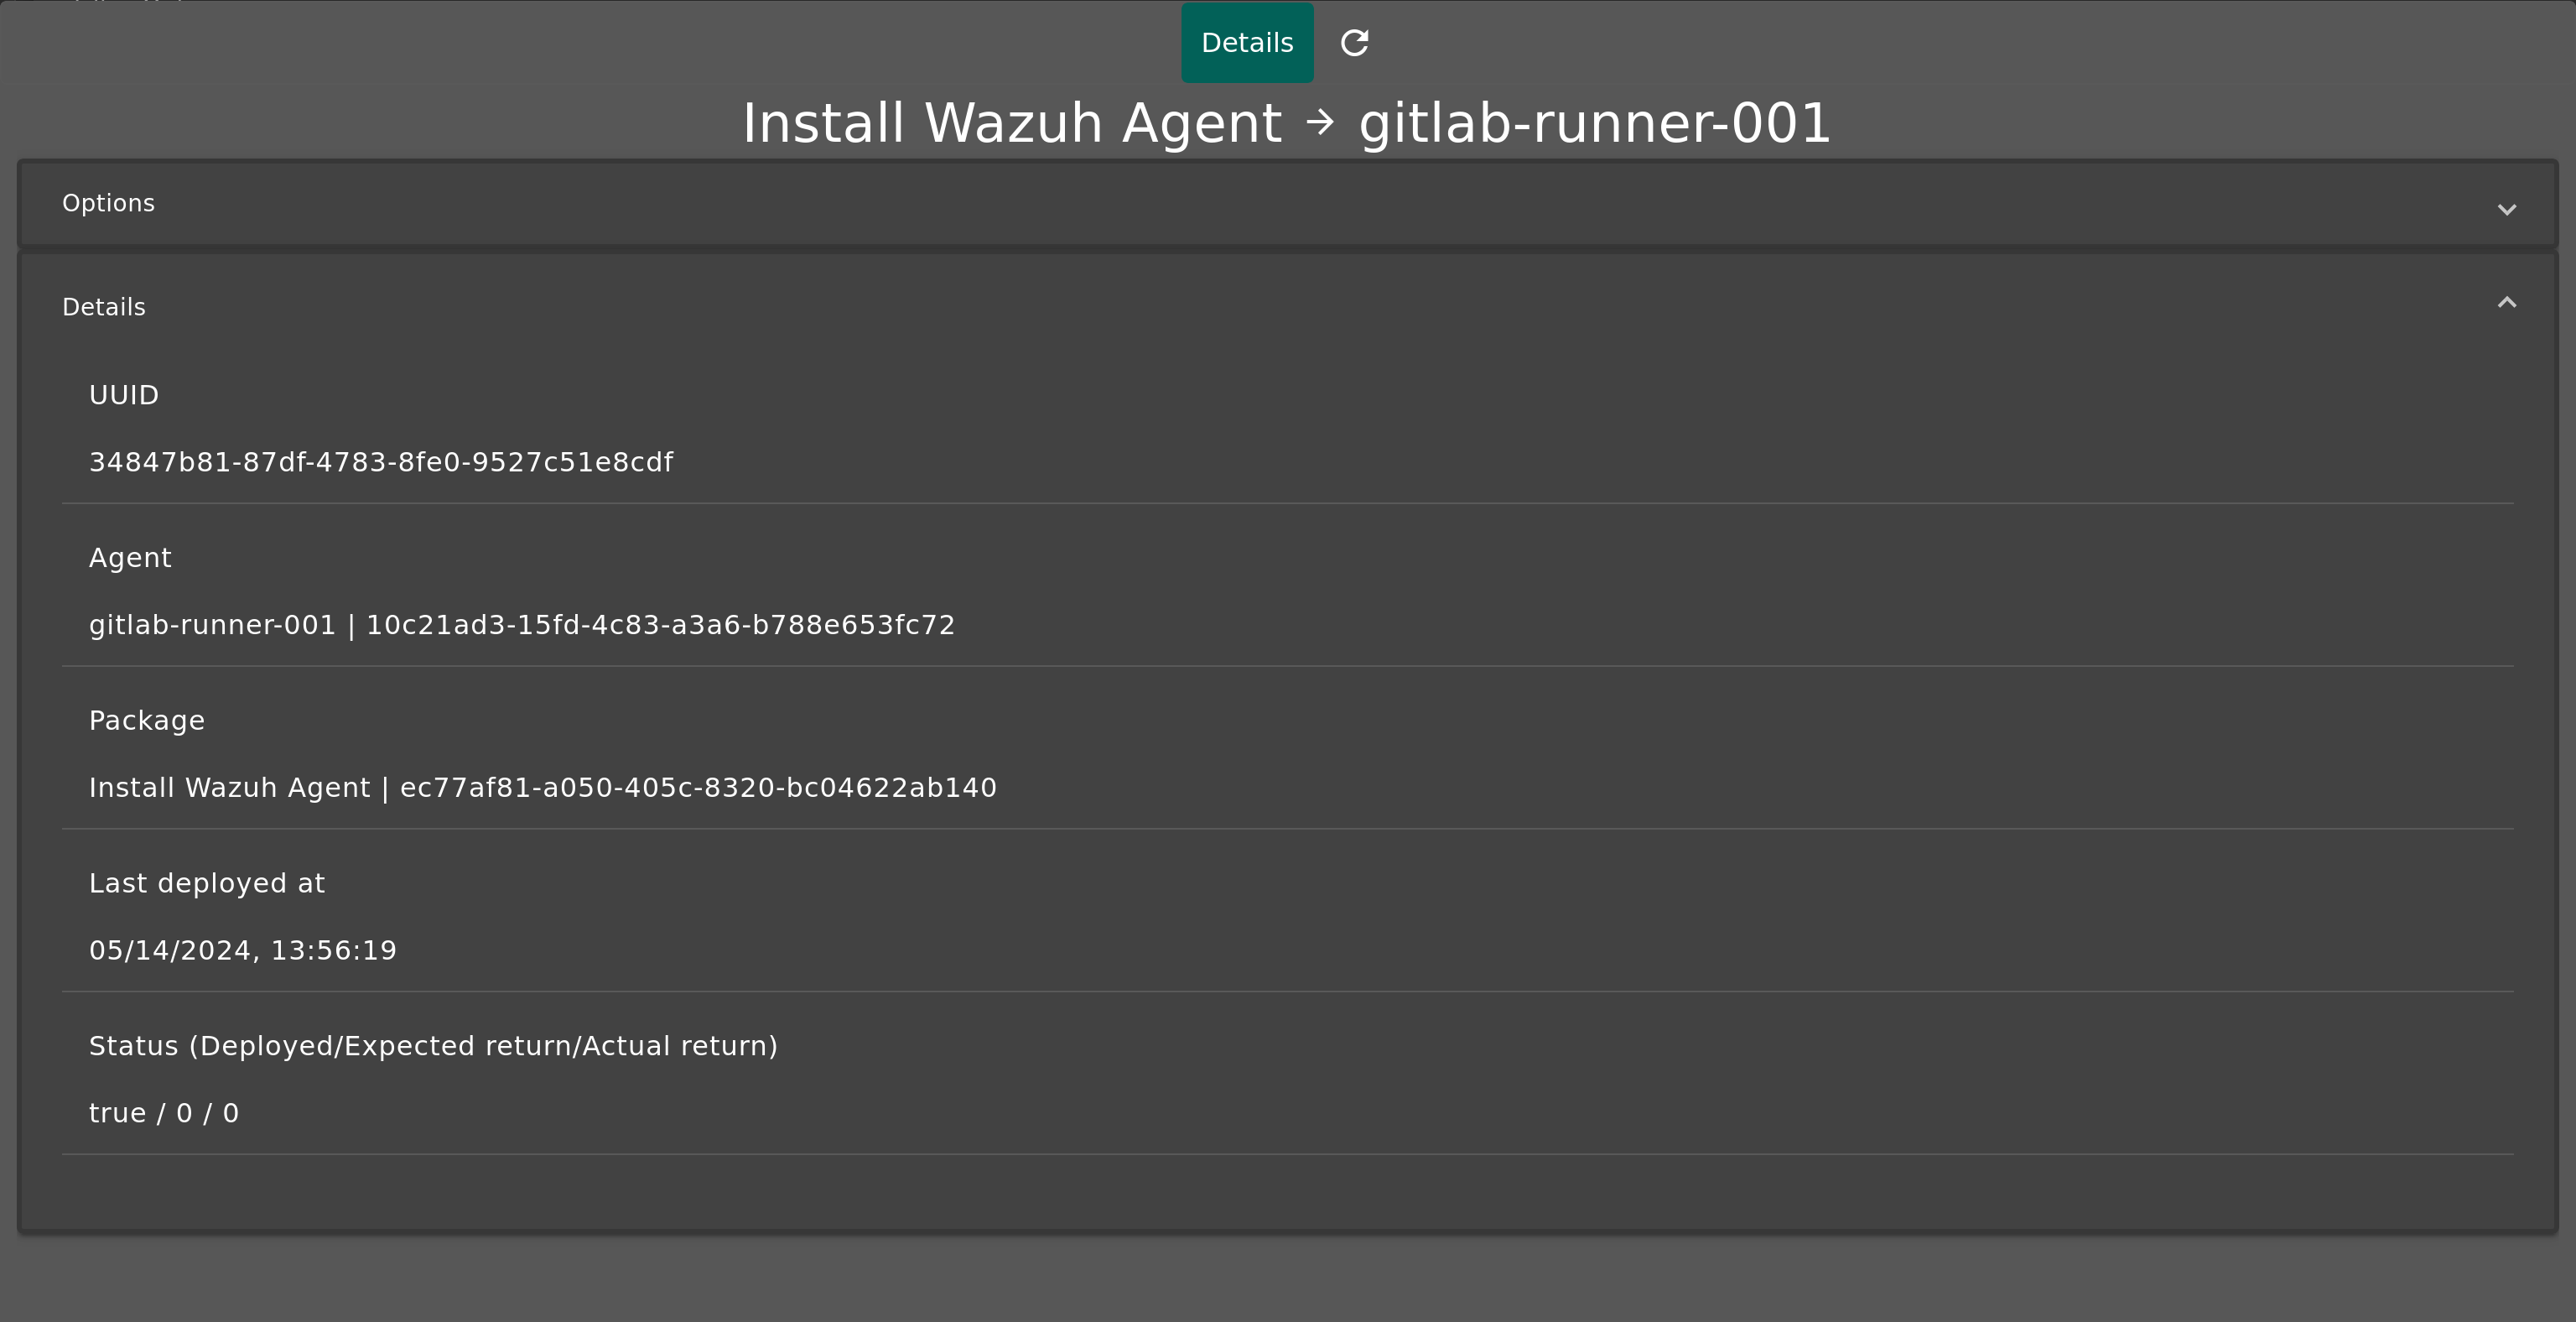 Details
Install Wazuh Agent → gitlab-runner-001
Options
Details
UUID
34847b81-87df-4783-8fe0-9527c51e8cdf
Agent
gitlab-runner-001 | 10c21ad3-15fd-4c83-a3a6-b788e653fc72
Package
Install Wazuh Agent | ec77af81-a050-405c-8320-bc04622ab140
Last deployed at
05/14/2024, 13:56:19
Status (Deployed/Expected return/Actual return)
true / 0 / 0